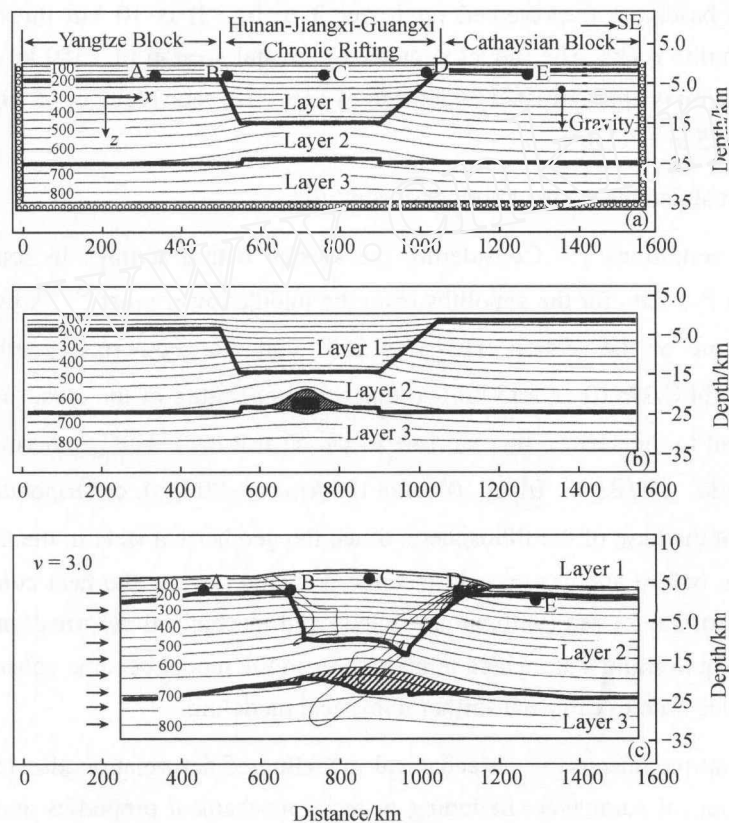 Hunan-Jiangxi-Guangxi
SE
Yangtze Block Chronic Rifting Cathaysian Block
5.0
-5.0
-15
-25
-35
Depth/km
100
200
300
400
500
600
700
800
A B C D E
x
z
Layer 1
Layer 2
Layer 3
Gravity
(a)
0 200 400 600 800 1000 1200 1400 1600
5.0
-5.0
-15
-25
-35
Depth/km
100
200
300
400
500
600
700
800
Layer 1
Layer 2
Layer 3
(b)
0 200 400 600 800 1000 1200 1400 1600
v = 3.0
10
5.0
-5.0
-15
-25
-35
Depth/km
100
200
300
400
500
600
700
800
A B C D E
Layer 1
Layer 2
Layer 3
(c)
0 200 400 600 800 1000 1200 1400 1600
Distance/km